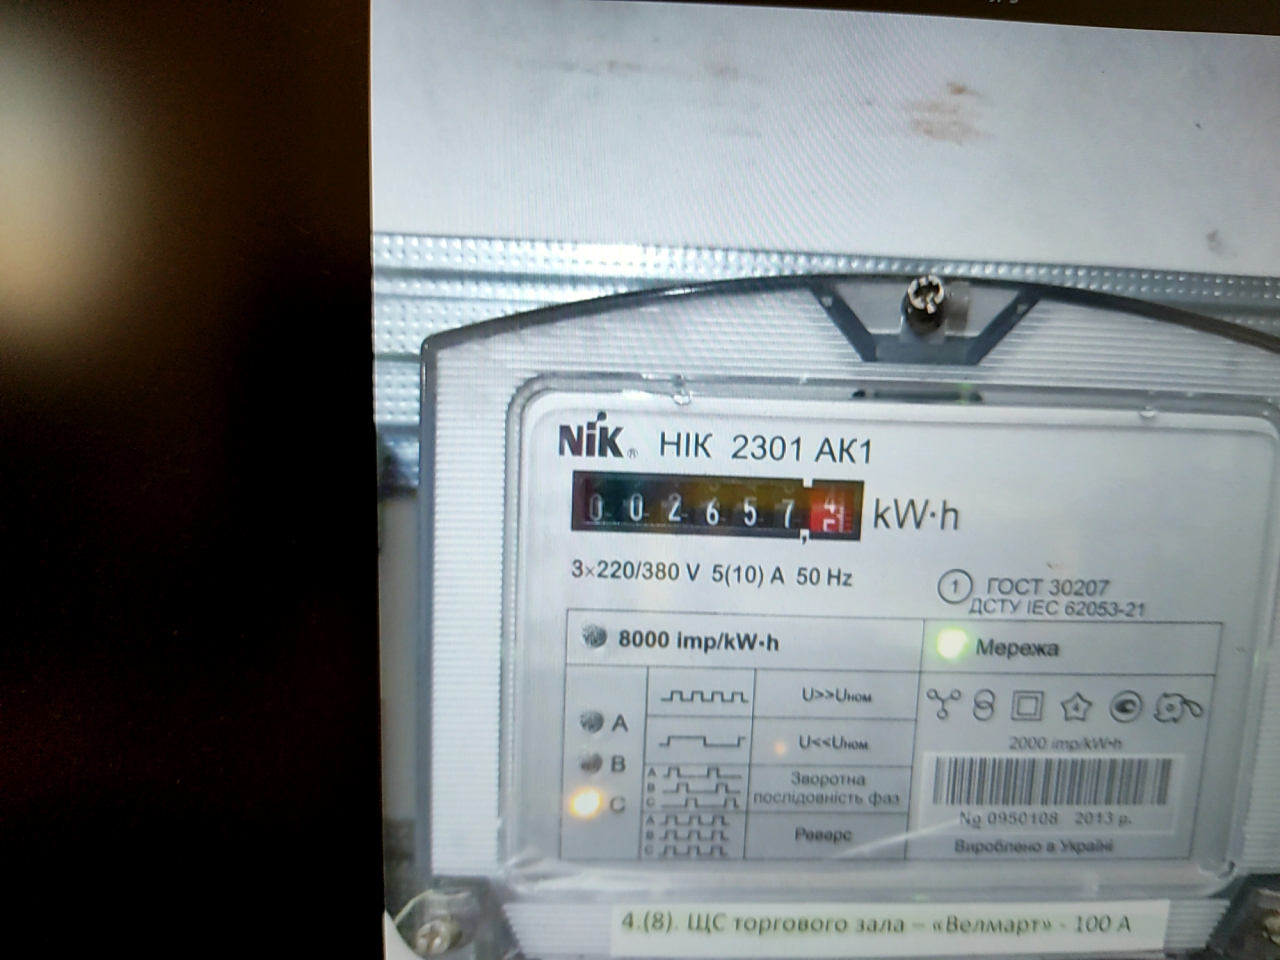 NiK® НІК 2301 АК1
0 0 2 6 5 7 , 4 kW·h
3×220/380 V 5(10) A 50 Hz
1 ГОСТ 30207
ДСТУ IEC 62053-21
8000 imp/kW·h
Мережа
A
B
C
U>>Uном
U<<Uном
A
B
C
Зворотна
послідовність фаз
A
B
C
Реверс
2000 imp/kW·h
№ 0950108 2013 р.
Вироблено в Україні
4.(8). ЩС торгового зала – «Велмарт» - 100 А